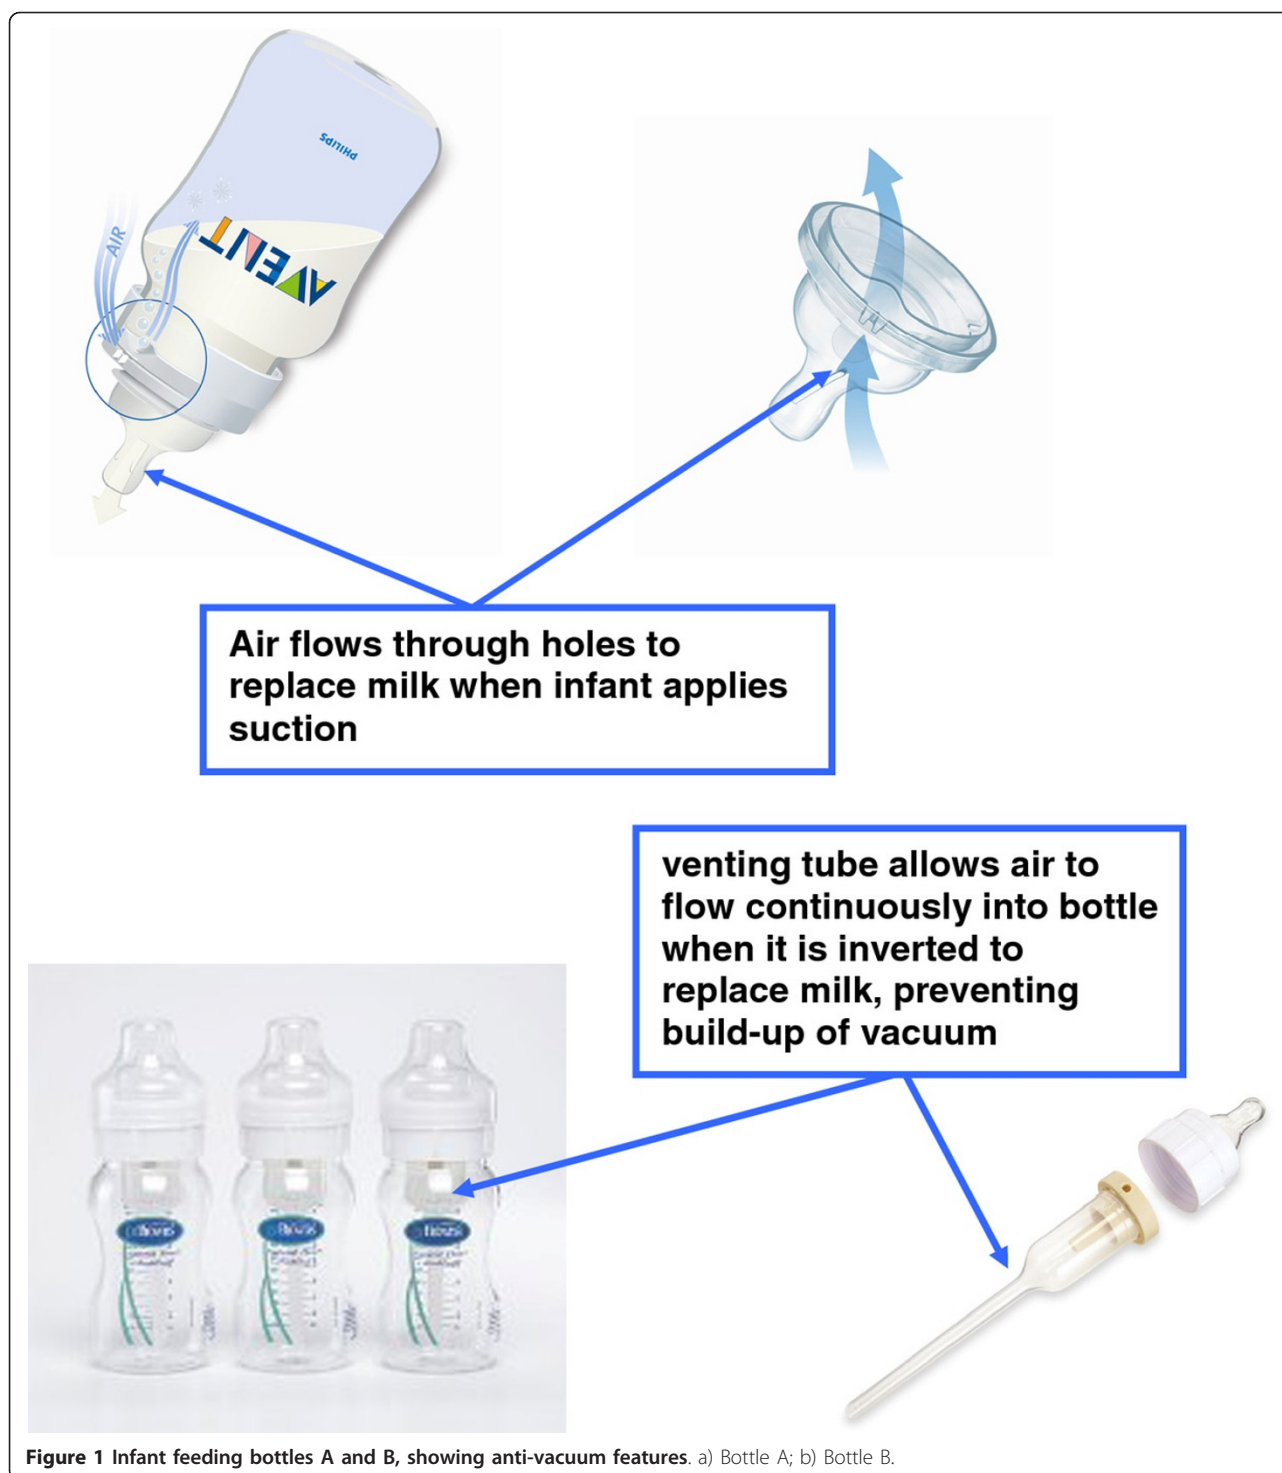 PHILIPS
AIR
AVENT
Air flows through holes to
replace milk when infant applies
suction
venting tube allows air to
flow continuously into bottle
when it is inverted to
replace milk, preventing
build-up of vacuum
Figure 1 Infant feeding bottles A and B, showing anti-vacuum features. a) Bottle A; b) Bottle B.